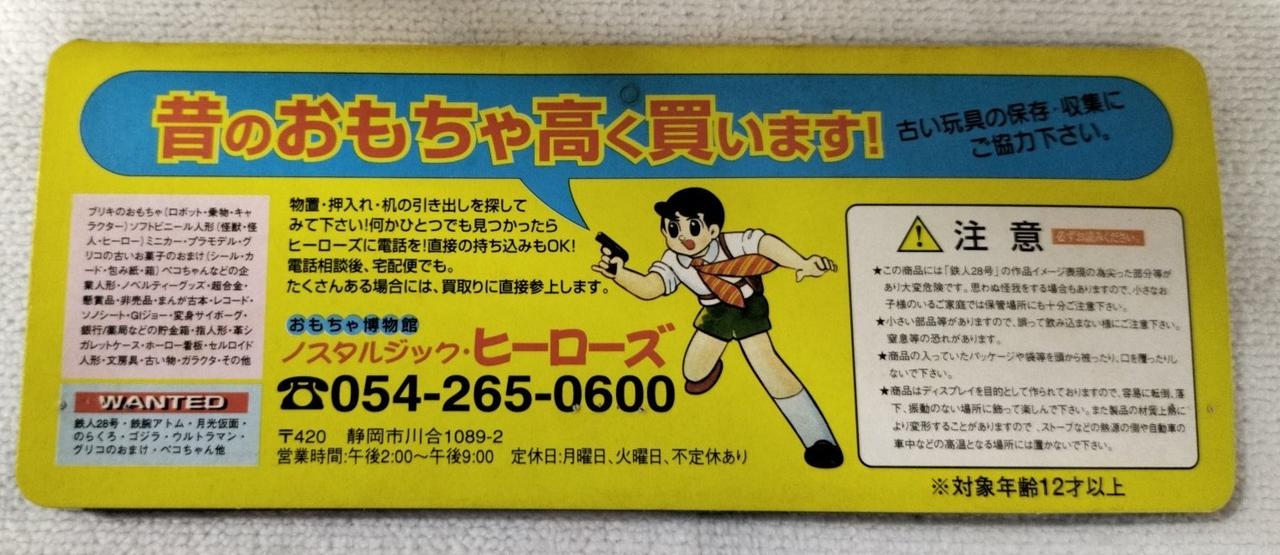 昔のおもちゃ高く買います!
古い玩具の保存・収集に
ご協力下さい。
ブリキのおもちゃ(ロボット・乗物・キャ
ラクター)ソフトビニール人形(怪獣・怪
人・ヒーロー)ミニカー・プラモデル・グ
リコの古いお菓子のおまけ(シール・カ
ード・包み紙・箱)ペコちゃんなどの企
業人形・ノベルティーグッズ・超合金・
懸賞品・非売品・まんが古本・レコード・
ソノシート・GIジョー・変身サイボーグ・
銀行/薬局などの貯金箱・指人形・革シ
ガレットケース・ホーロー看板・セルロイド
人形・文房具・古い物・ガラクタ・その他
WANTED
鉄人28号・鉄腕アトム・月光仮面・
のらくろ・ゴジラ・ウルトラマン・
グリコのおまけ・ペコちゃん他
物置・押入れ・机の引き出しを探して
みて下さい!何かひとつでも見つかったら
ヒーローズに電話を!直接の持ち込みもOK!
電話相談後、宅配便でも。
たくさんある場合には、買取りに直接参上します。
おもちゃ博物館
ノスタルジック・ヒーローズ
☎054-265-0600
〒420 静岡市川合1089-2
営業時間:午後2:00〜午後9:00 定休日:月曜日、火曜日、不定休あり
注意 必ずお読みください。
★この商品には「鉄人28号」の作品イメージ表現の為尖った部分等が
あり大変危険です。思わぬ怪我をする場合もありますので、小さなお
子様のいるご家庭では保管場所にも十分ご注意下さい。
★小さい部品等がありますので、誤って飲み込まない様にご注意下さい。
窒息等の恐れがあります。
★商品の入っていたパッケージや袋等を頭から被ったり、口を覆ったりし
ないで下さい。
★商品はディスプレイを目的として作られておりますので、容易に転倒、落
下、振動のない場所に飾って楽しんで下さい。また製品の材質上熱に
より変形することがありますので、ストーブなどの熱源の側や自動車の
車中などの高温となる場所には置かないで下さい。
※対象年齢12才以上